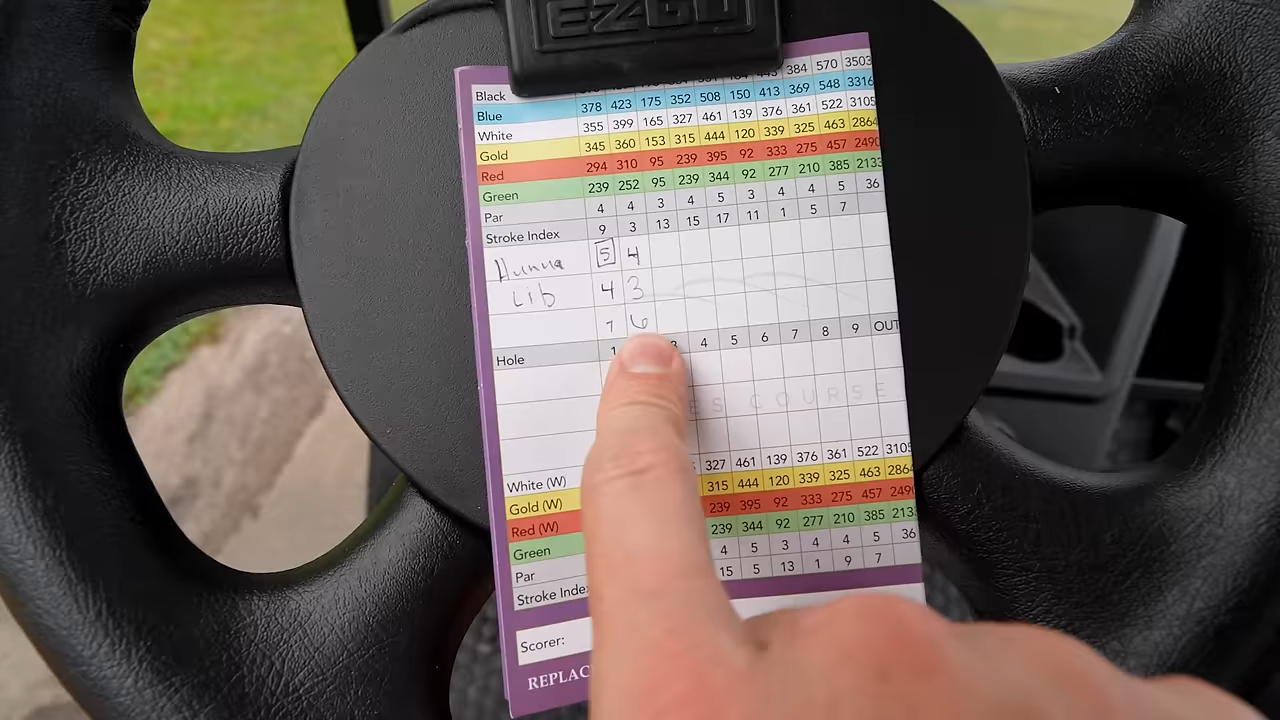 EZGO
Black 384 570 3503
Blue 378 423 175 352 508 150 413 369 548 3316
White 355 399 165 327 461 139 376 361 522 3105
Gold 345 360 153 315 444 120 339 325 463 2864
Red 294 310 95 239 395 92 333 275 457 2490
Green 239 252 95 239 344 92 277 210 385 2133
Par 4 4 3 4 5 3 4 4 5 36
Stroke Index 9 3 13 15 17 11 1 5 7
5 4
Lib 4 3
7 6
Hole 1 3 4 5 6 7 8 9 OUT
ES COURSE
White (W) 327 461 139 376 361 522 3105
Gold (W) 315 444 120 339 325 463 2864
Red (W) 239 395 92 333 275 457 2490
Green 239 344 92 277 210 385 213
Par 4 5 3 4 4 5 36
Stroke Inde 15 5 13 1 9 7
Scorer:
REPLAC